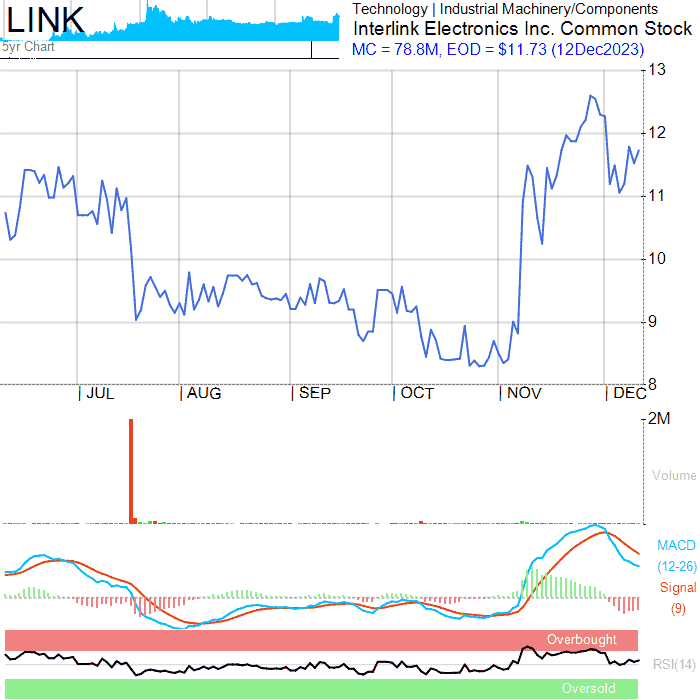 LINK
5yr Chart
Technology | Industrial Machinery/Components
Interlink Electronics Inc. Common Stock
MC = 78.8M, EOD = $11.73 (12Dec2023)
13
12
11
10
9
8
| JUL | AUG | SEP | OCT | NOV | DEC
2M
Volume
MACD
(12-26)
Signal
(9)
Overbought
RSI(14)
Oversold